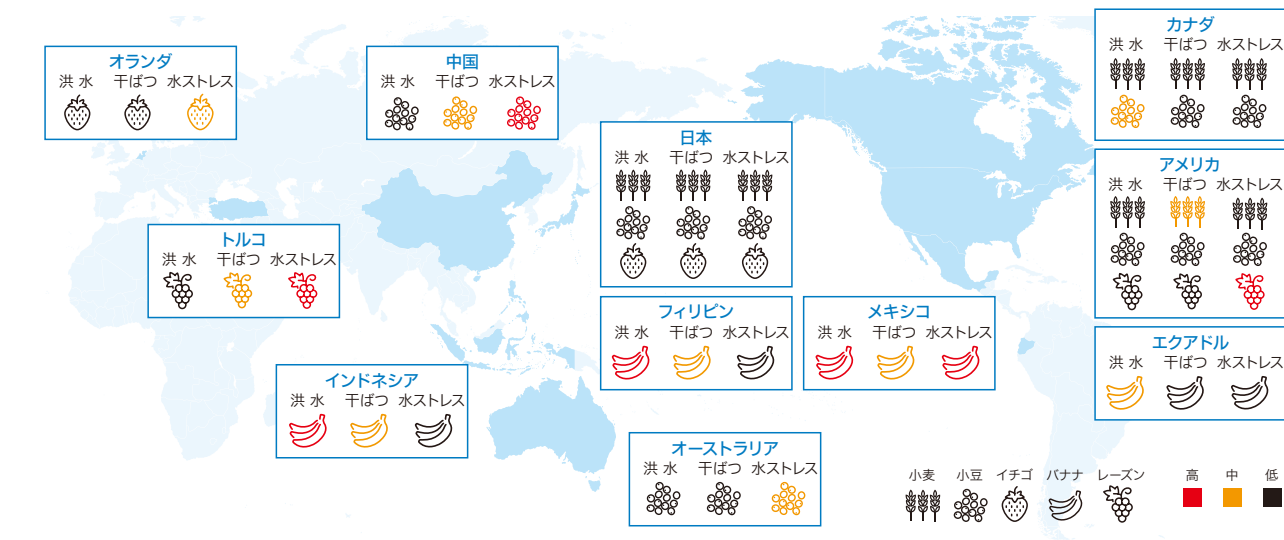 オランダ
洪 水 干ばつ 水ストレス
中国
洪 水 干ばつ 水ストレス
カナダ
洪 水 干ばつ 水ストレス
日本
洪 水 干ばつ 水ストレス
アメリカ
洪 水 干ばつ 水ストレス
トルコ
洪 水 干ばつ 水ストレス
フィリピン
洪 水 干ばつ 水ストレス
メキシコ
洪 水 干ばつ 水ストレス
エクアドル
洪 水 干ばつ 水ストレス
インドネシア
洪 水 干ばつ 水ストレス
オーストラリア
洪 水 干ばつ 水ストレス
小麦 小豆 イチゴ バナナ レーズン 高 中 低